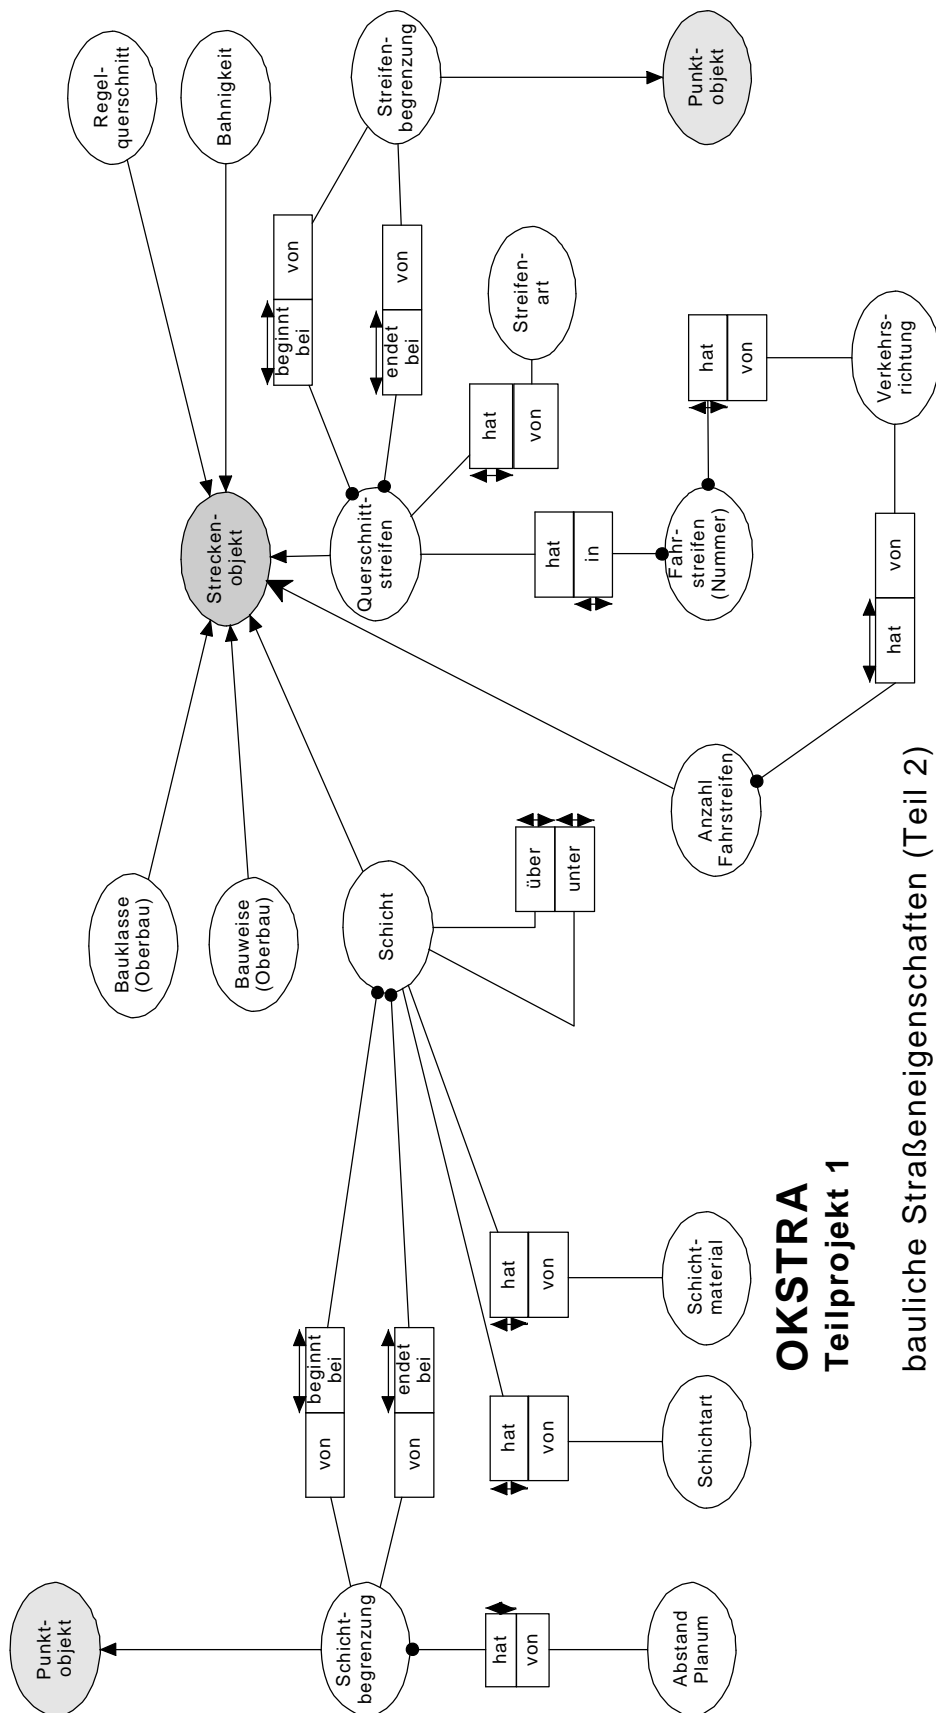 Punkt-
objekt
Schicht-
begrenzung
hat
von
Abstand
Planum
von
beginnt
bei
von
endet
bei
hat
von
Schichtart
hat
von
Schicht-
material
Bauklasse
(Oberbau)
Bauweise
(Oberbau)
Schicht
über
unter
Anzahl
Fahrstreifen
Strecken-
objekt
Querschnitt-
streifen
hat
in
Fahr-
streifen
(Nummer)
hat
von
hat
von
Verkehrs-
richtung
beginnt
bei
von
endet
bei
von
hat
von
Streifen-
art
Regel-
querschnitt
Bahnigkeit
Streifen-
begrenzung
Punkt-
objekt
OKSTRA
Teilprojekt 1
bauliche Straßeneigenschaften (Teil 2)